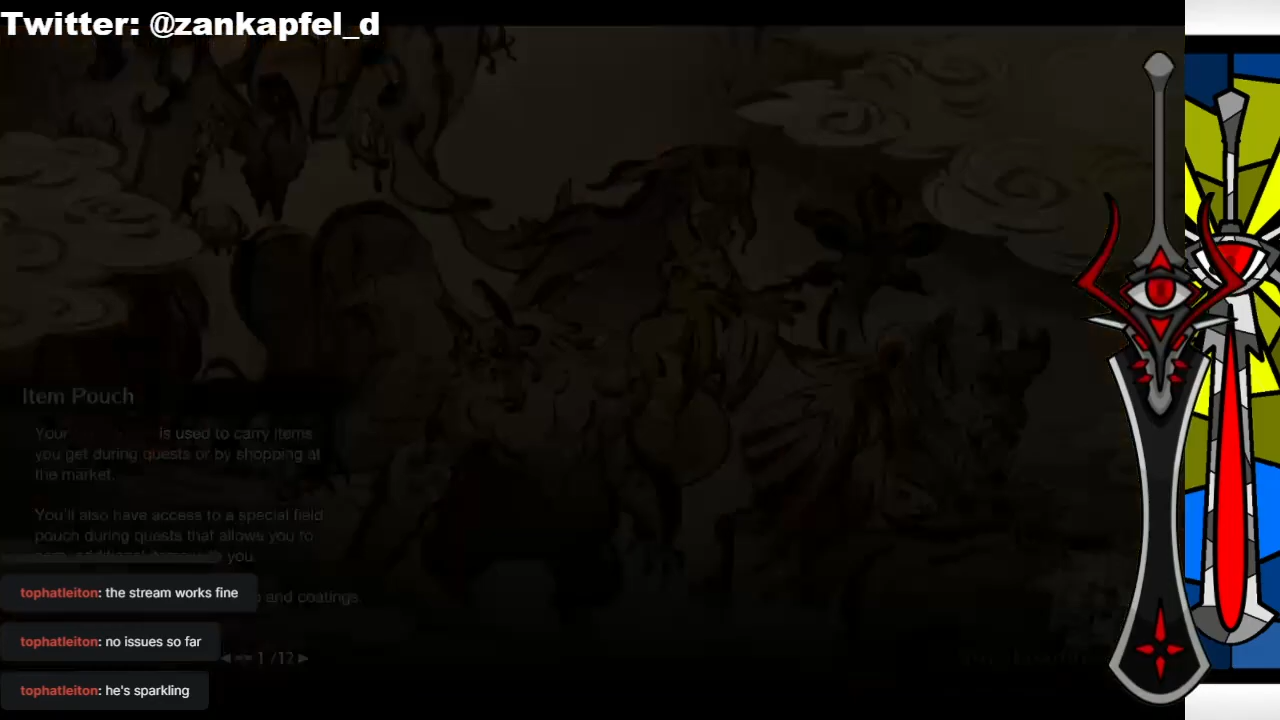 Twitter: @zankapfel_d
Item Pouch
Your is used to carry items
you get during quests or by shopping at
the market.
You'll also have access to a special field
pouch during quests that allows you to
you.
and coatings
tophatleiton: the stream works fine
tophatleiton: no issues so far
1 /12
tophatleiton: he's sparkling